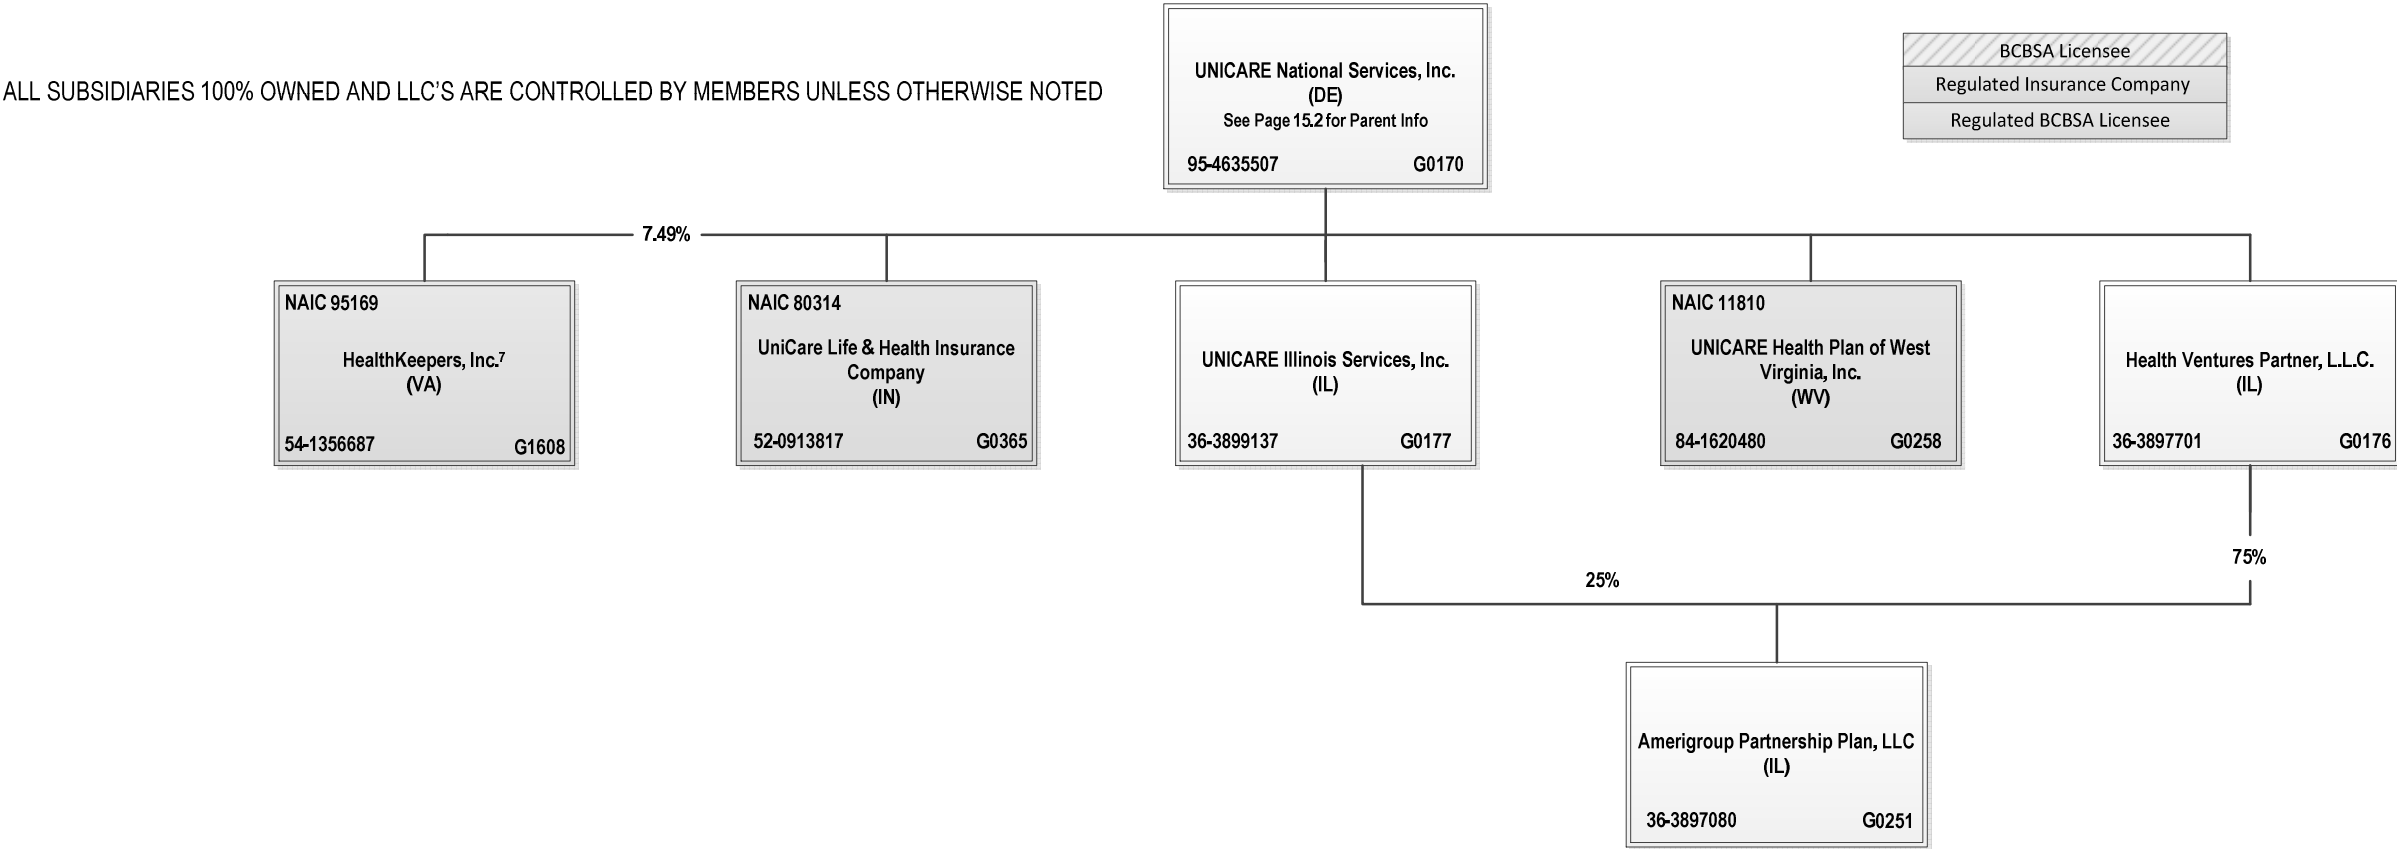 ALL SUBSIDIARIES 100% OWNED AND LLC'S ARE CONTROLLED BY MEMBERS UNLESS OTHERWISE NOTED
UNICARE National Services, Inc.
(DE)
See Page 15.2 for Parent Info
95-4635507 G0170
BCBSA Licensee
Regulated Insurance Company
Regulated BCBSA Licensee
7.49%
NAIC 95169
HealthKeepers, Inc.⁷
(VA)
54-1356687 G1608
NAIC 80314
UniCare Life & Health Insurance
Company
(IN)
52-0913817 G0365
UNICARE Illinois Services, Inc.
(IL)
36-3899137 G0177
NAIC 11810
UNICARE Health Plan of West
Virginia, Inc.
(WV)
84-1620480 G0258
Health Ventures Partner, L.L.C.
(IL)
36-3897701 G0176
25%
75%
Amerigroup Partnership Plan, LLC
(IL)
36-3897080 G0251